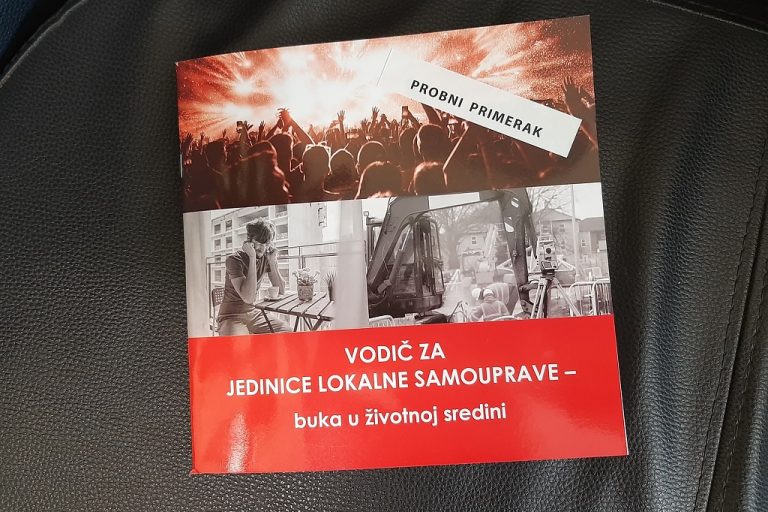 PROBNI PRIMERAK
VODIČ ZA
JEDINICE LOKALNE SAMOUPRAVE –
buka u životnoj sredini